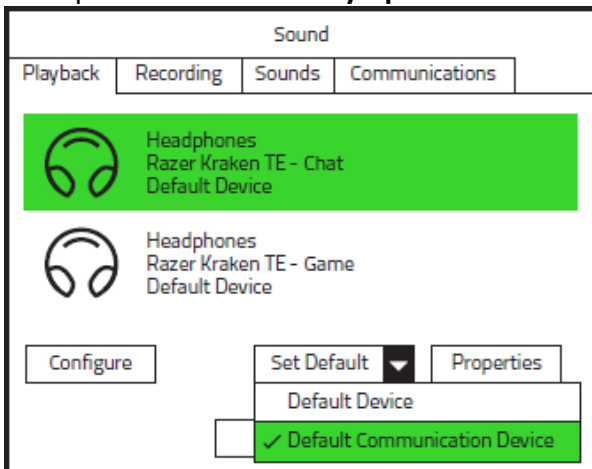 Sound
Playback Recording Sounds Communications
Headphones
Razer Kraken TE - Chat
Default Device
Headphones
Razer Kraken TE - Game
Default Device
Configure Set Default Properties
Default Device
✓ Default Communication Device